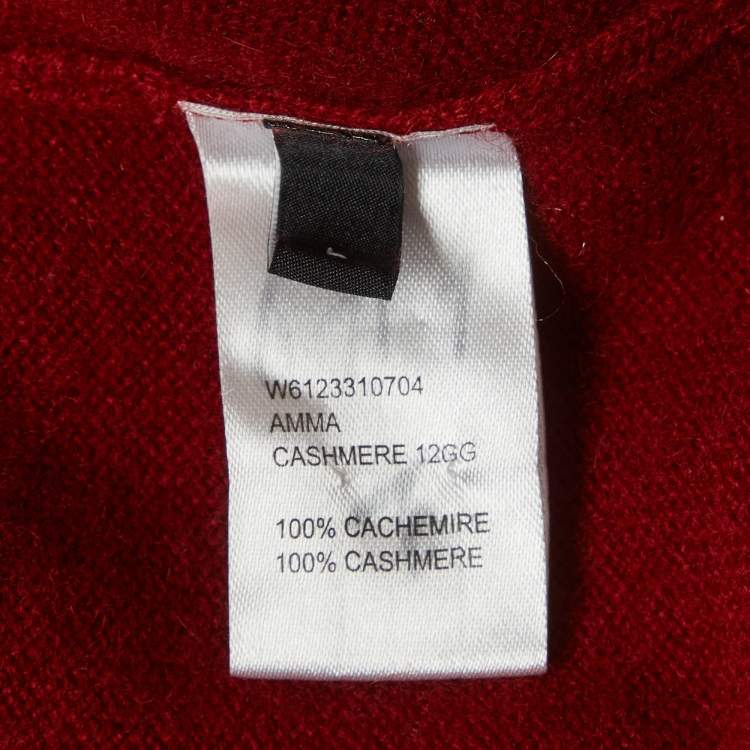 W6123310704
AMMA
CASHMERE 12GG
100% CACHEMIRE
100% CASHMERE